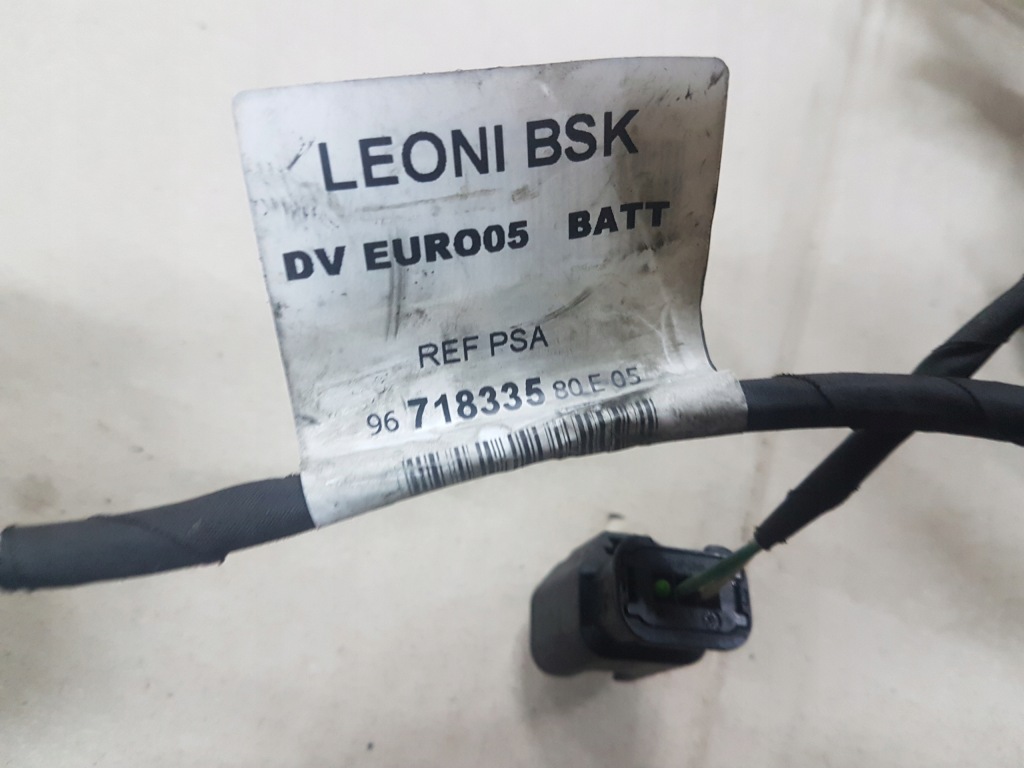 LEONI BSK
DV EURO05 BATT
REF PSA
96 718335 80 E-05